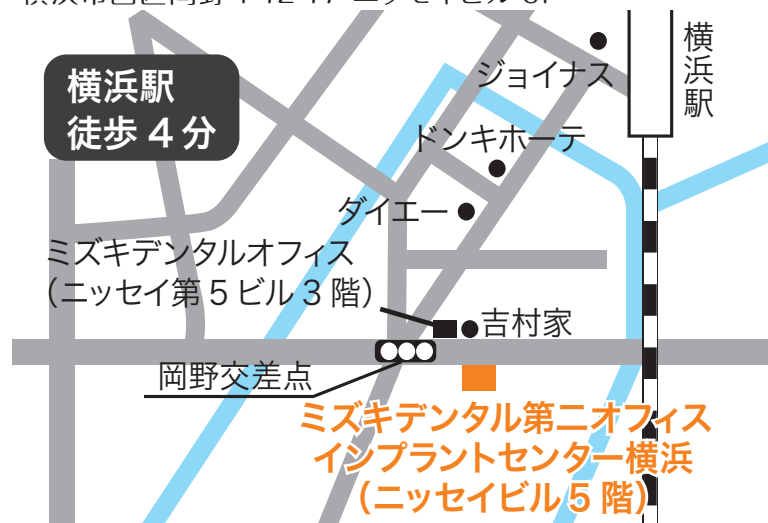 横浜駅
徒歩 4 分
横浜駅
ジョイナス
ドンキホーテ
ダイエー
ミズキデンタルオフィス
（ニッセイ第 5 ビル 3 階）
吉村家
岡野交差点
ミズキデンタル第二オフィス
インプラントセンター横浜
（ニッセイビル 5 階）